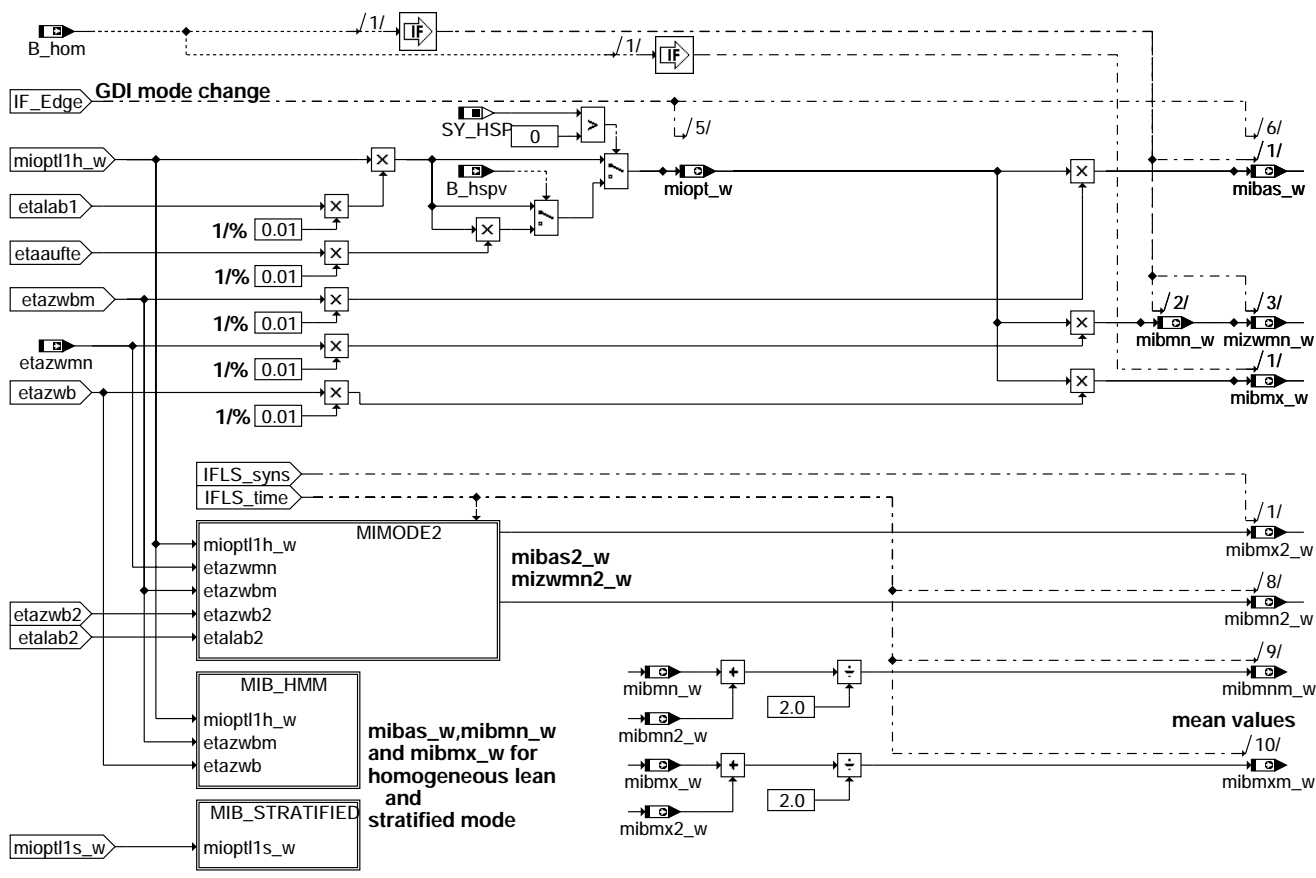 /1/
B_hom
/1/
IF
IF
IF_Edge
GDI mode change
SY_HSP
0
>
/5/
/6/
mioptl1h_w
/1/
B_hspv
miopt_w
mibas_w
etalab1
1/% 0.01
etaaufte
1/% 0.01
etazwbm
1/% 0.01
/2/
/3/
mibmn_w
mizwmn_w
etazwmn
1/% 0.01
/1/
mibmx_w
etazwb
1/% 0.01
IFLS_syns
IFLS_time
/1/
mibmx2_w
MIMODE2
mioptl1h_w
etazwmn
etazwbm
etazwb2
etalab2
mibas2_w
mizwmn2_w
/8/
mibmn2_w
etazwb2
etalab2
/9/
mibmnm_w
mibmn_w
+
÷
2.0
mibmn2_w
MIB_HMM
mioptl1h_w
etazwbm
etazwb
mibas_w,mibmn_w
and mibmx_w for
homogeneous lean
and
stratified mode
mean values
/10/
mibmxm_w
mibmx_w
+
÷
2.0
mibmx2_w
MIB_STRATIFIED
mioptl1s_w
mioptl1s_w